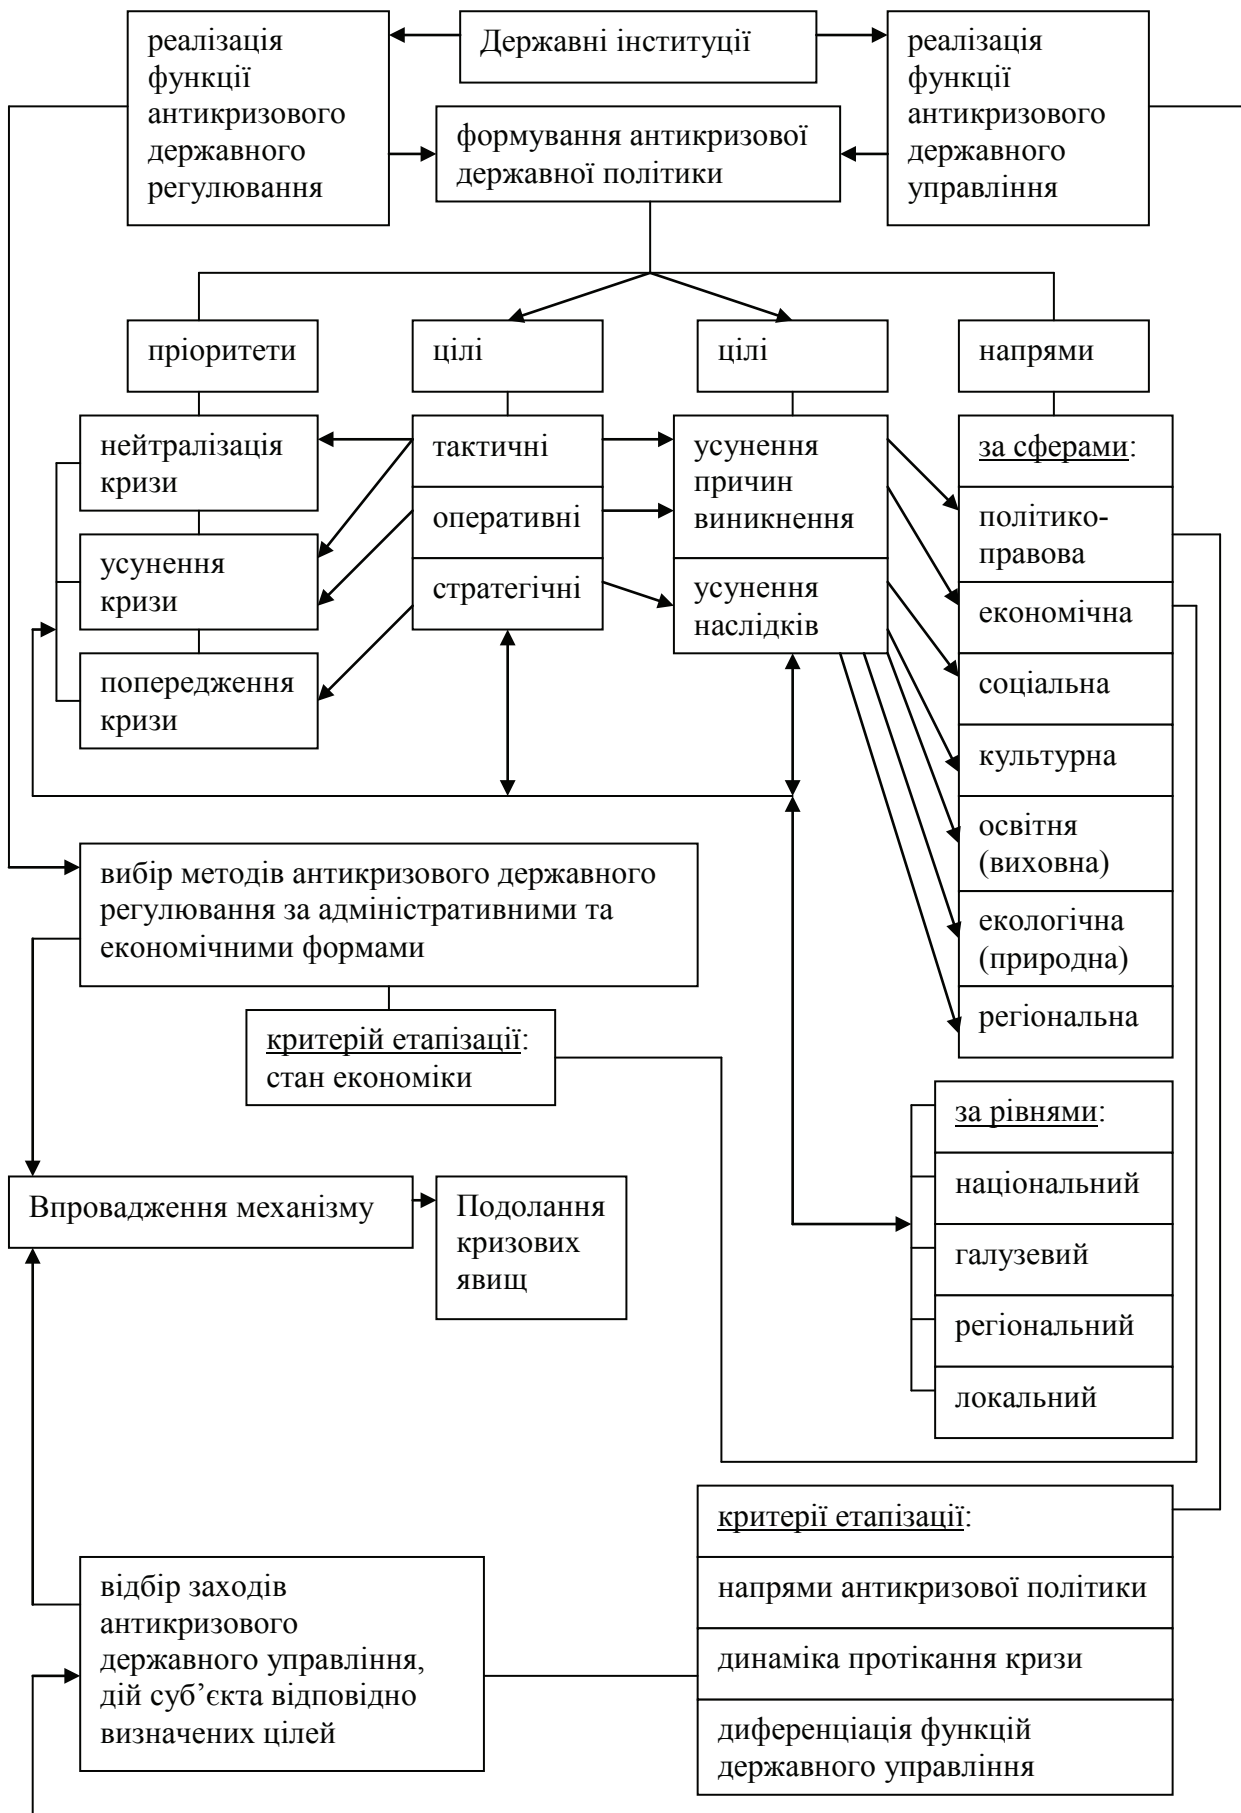 реалізація
функції
антикризового
державного
регулювання
Державні інституції
реалізація
функції
антикризового
державного
управління
формування антикризової
державної політики
пріоритети
цілі
цілі
напрями
нейтралізація
кризи
усунення
кризи
попередження
кризи
тактичні
оперативні
стратегічні
усунення
причин
виникнення
усунення
наслідків
за сферами:
політико-
правова
економічна
соціальна
культурна
освітня
(виховна)
екологічна
(природна)
регіональна
вибір методів антикризового державного
регулювання за адміністративними та
економічними формами
критерій етапізації:
стан економіки
за рівнями:
національний
галузевий
регіональний
локальний
Впровадження механізму
Подолання
кризових
явищ
критерії етапізації:
напрями антикризової політики
динаміка протікання кризи
диференціація функцій
державного управління
відбір заходів
антикризового
державного управління,
дій суб’єкта відповідно
визначених цілей